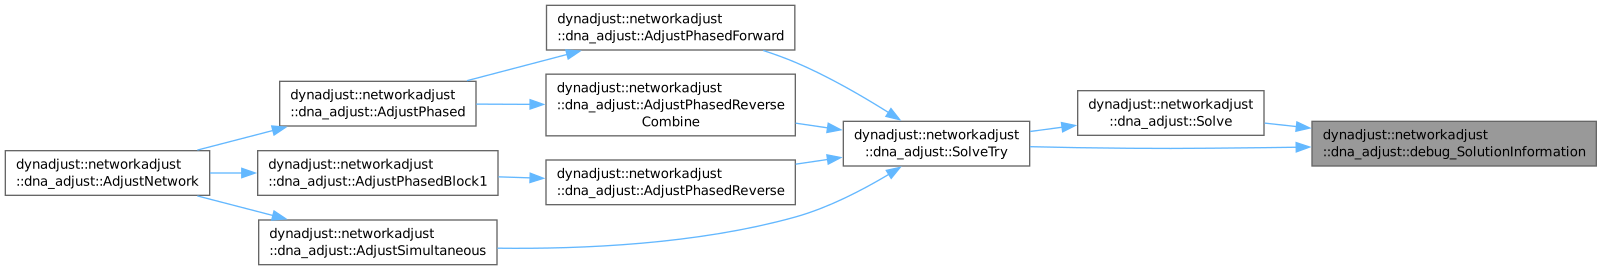 dynadjust::networkadjust
::dna_adjust::AdjustNetwork
dynadjust::networkadjust
::dna_adjust::AdjustPhased
dynadjust::networkadjust
::dna_adjust::AdjustPhasedBlock1
dynadjust::networkadjust
::dna_adjust::AdjustSimultaneous
dynadjust::networkadjust
::dna_adjust::AdjustPhasedForward
dynadjust::networkadjust
::dna_adjust::AdjustPhasedReverse
Combine
dynadjust::networkadjust
::dna_adjust::AdjustPhasedReverse
dynadjust::networkadjust
::dna_adjust::SolveTry
dynadjust::networkadjust
::dna_adjust::Solve
dynadjust::networkadjust
::dna_adjust::debug_SolutionInformation